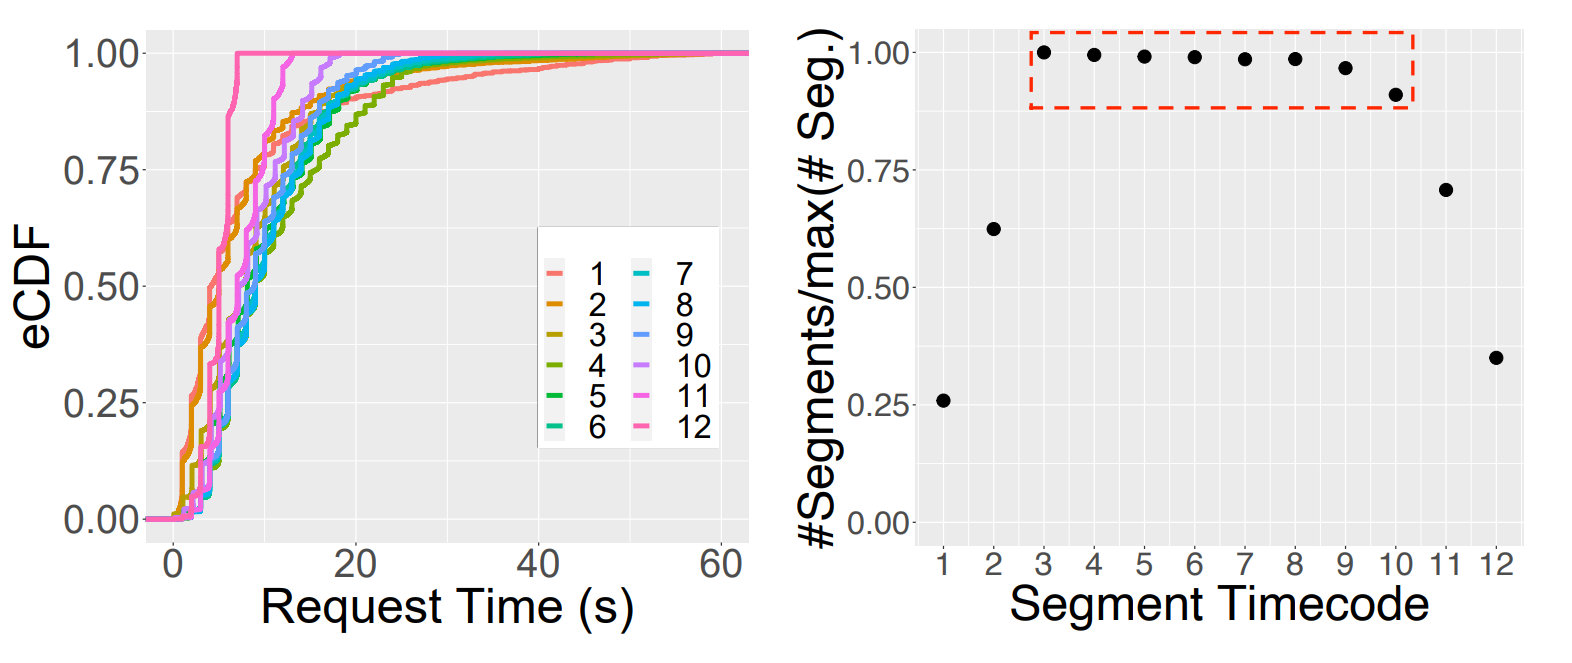 eCDF
1.00
0.75
0.50
0.25
0.00
0 20 40 60
Request Time (s)
1 7
2 8
3 9
4 10
5 11
6 12
#Segments/max(# Seg.)
1.00
0.75
0.50
0.25
0.00
1 2 3 4 5 6 7 8 9 10 11 12
Segment Timecode